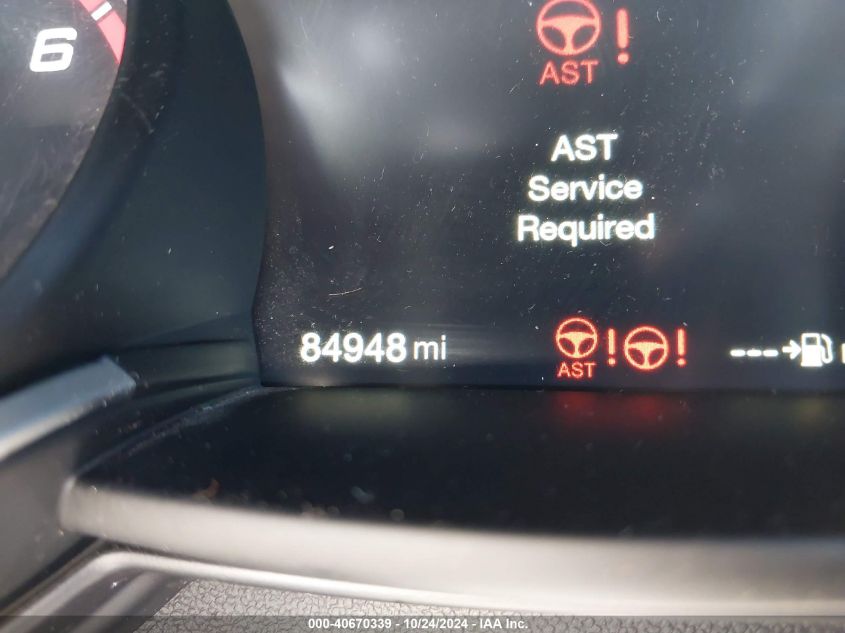 6
AST !
AST
Service
Required
84948 mi
AST ! !
---
000-40670339 - 10/24/2024 - IAA Inc.